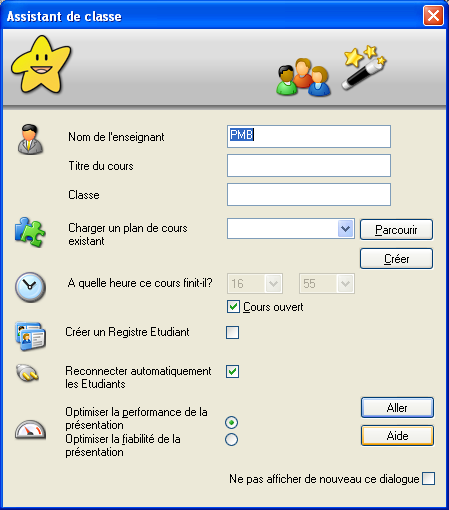 Assistant de classe
Nom de l'enseignant
PMB
Titre du cours
Classe
Charger un plan de cours
existant
Parcourir
Créer
A quelle heure ce cours finit-il?
16
55
Cours ouvert
Créer un Registre Etudiant
Reconnecter automatiquement
les Etudiants
Optimiser la performance de la
présentation
Optimiser la fiabilité de la
présentation
Aller
Aide
Ne pas afficher de nouveau ce dialogue